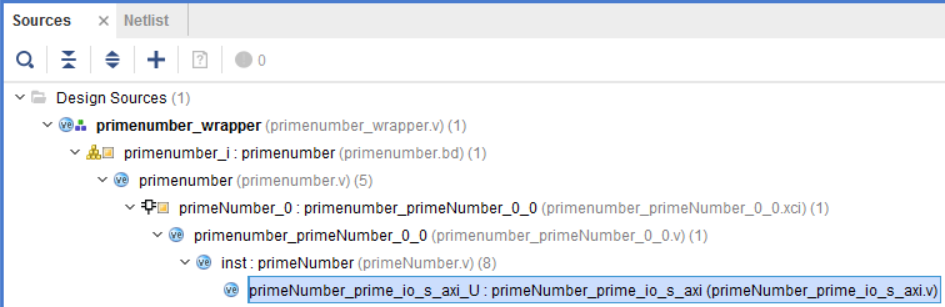 Sources × Netlist
? 0
Design Sources (1)
primenumber_wrapper (primenumber_wrapper.v) (1)
primenumber_i : primenumber (primenumber.bd) (1)
primenumber (primenumber.v) (5)
primeNumber_0 : primenumber_primeNumber_0_0 (primenumber_primeNumber_0_0.xci) (1)
primenumber_primeNumber_0_0 (primenumber_primeNumber_0_0.v) (1)
inst : primeNumber (primeNumber.v) (8)
primeNumber_prime_io_s_axi_U : primeNumber_prime_io_s_axi (primeNumber_prime_io_s_axi.v)